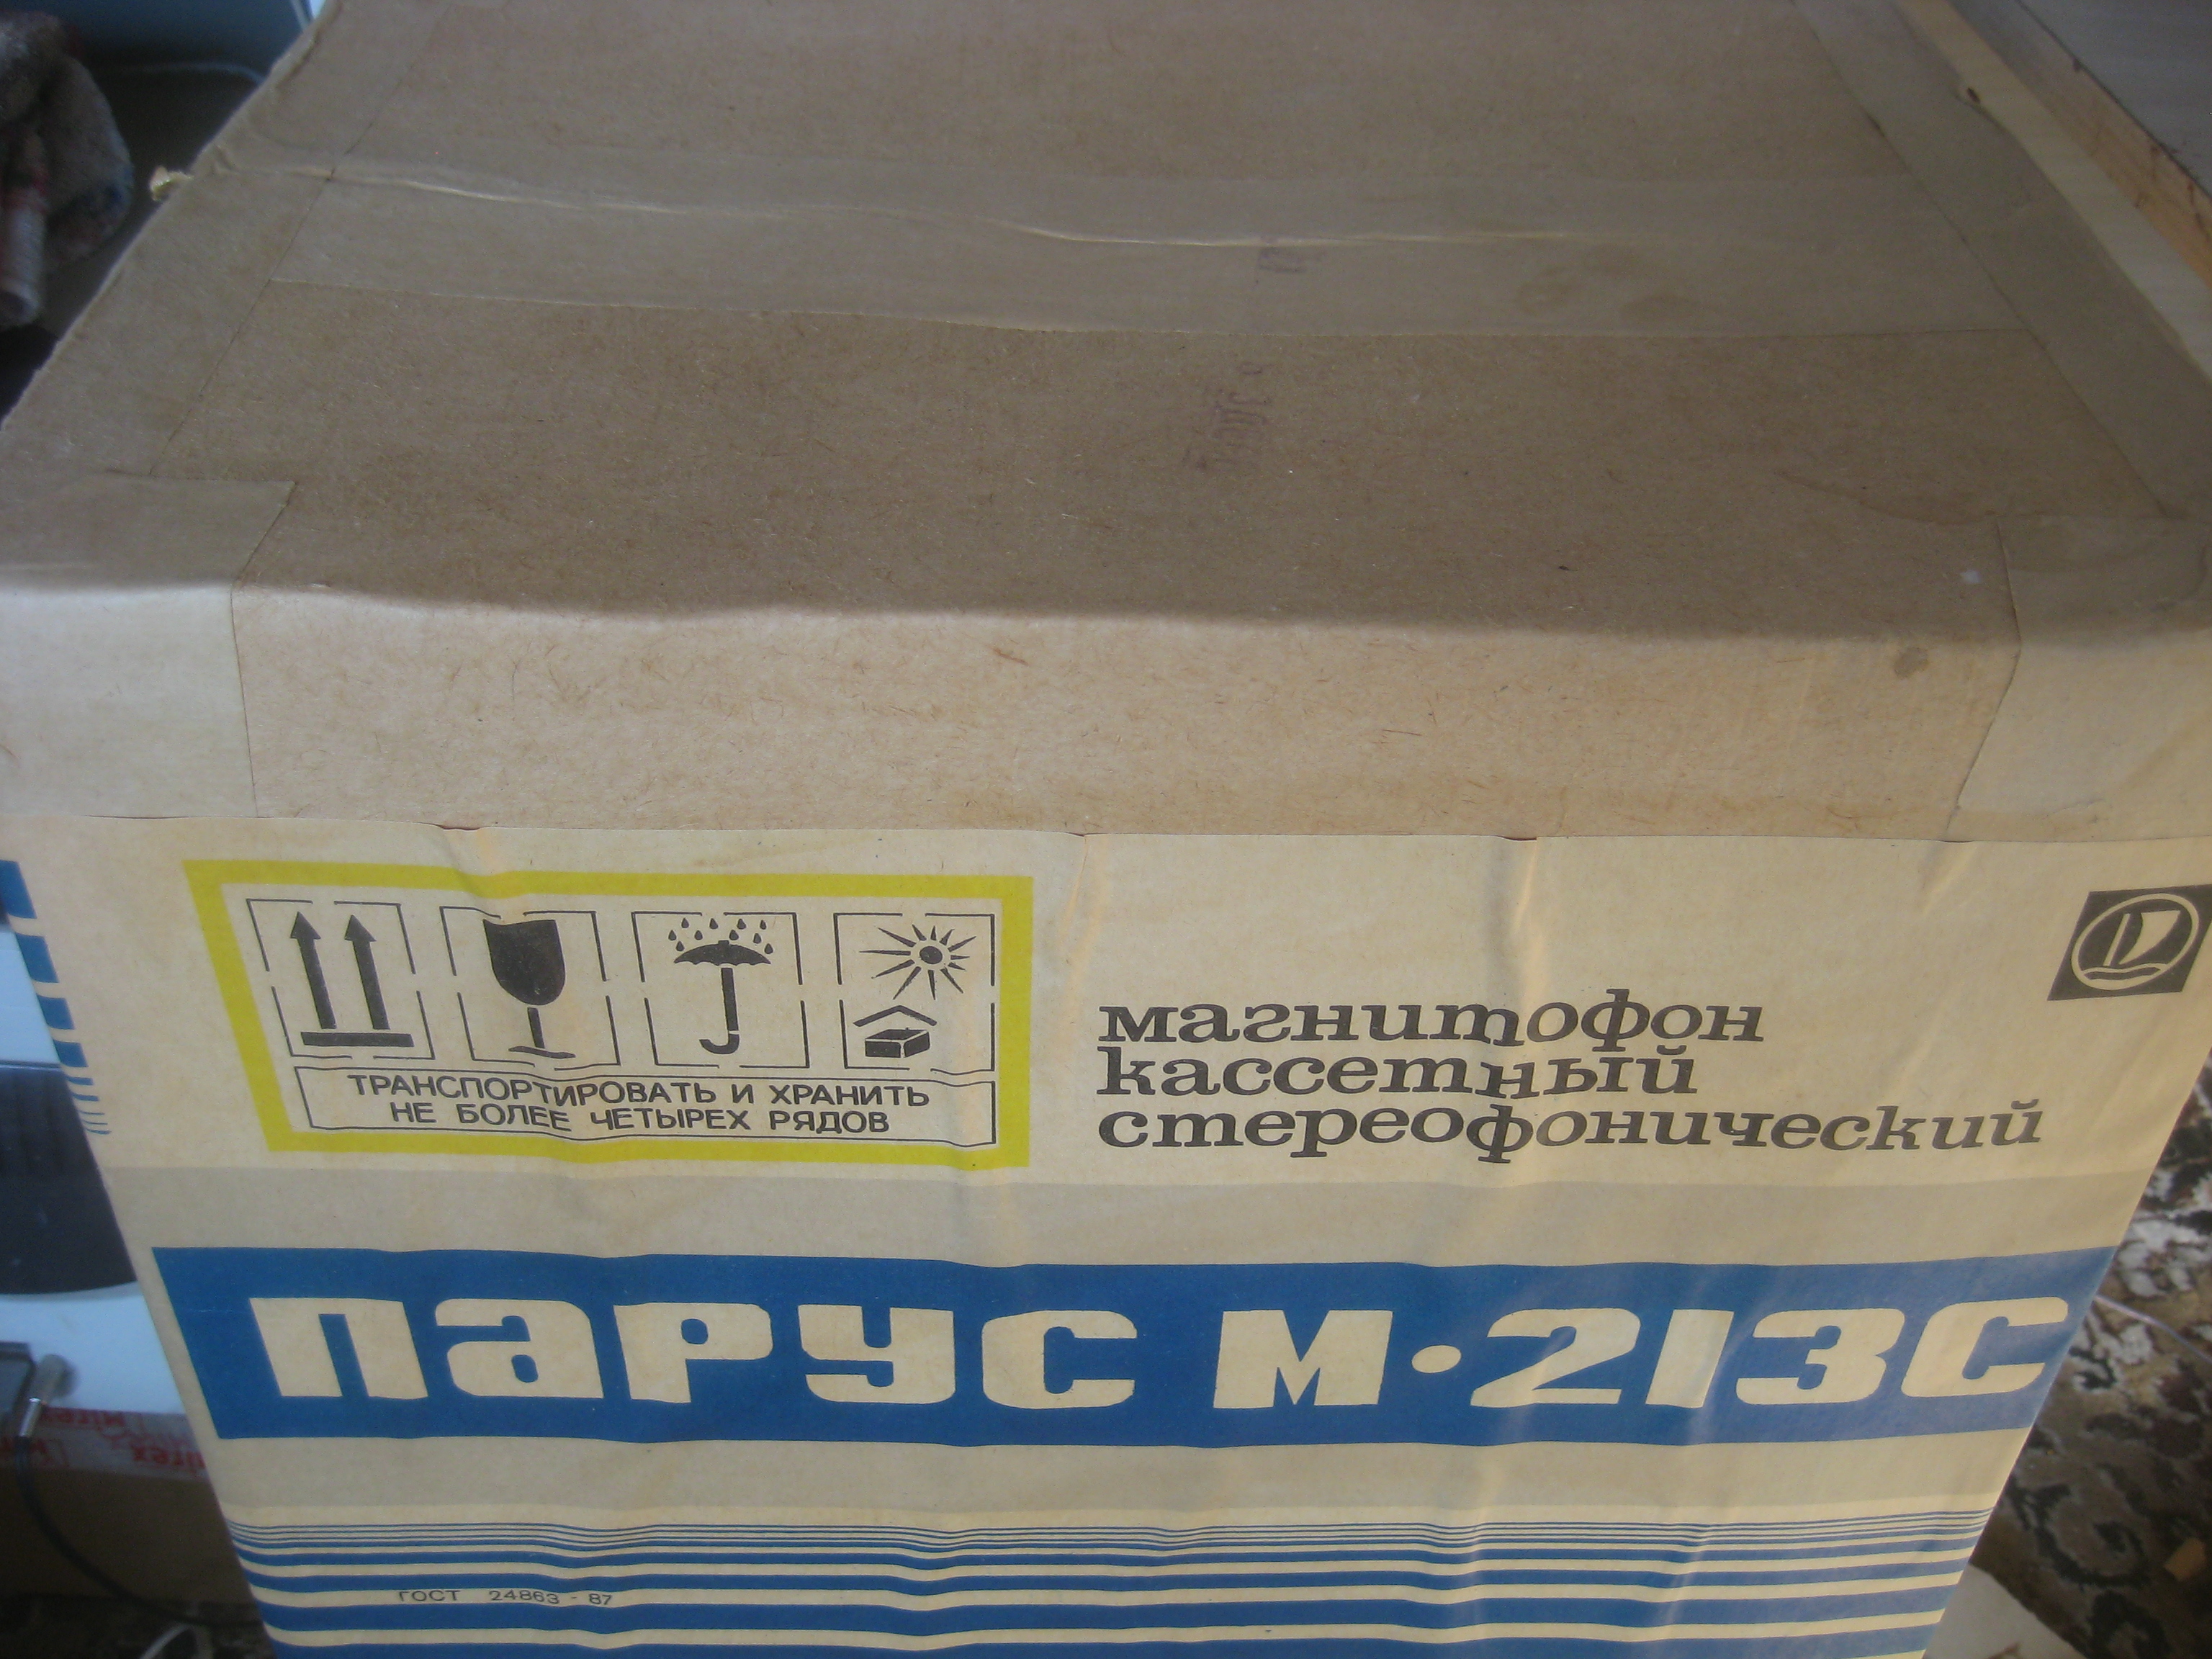 ТРАНСПОРТИРОВАТЬ И ХРАНИТЬ
НЕ БОЛЕЕ ЧЕТЫРЕХ РЯДОВ
магнитофон
кассетный
стереофонический
ПАРУС М·213С
ГОСТ 24863-87